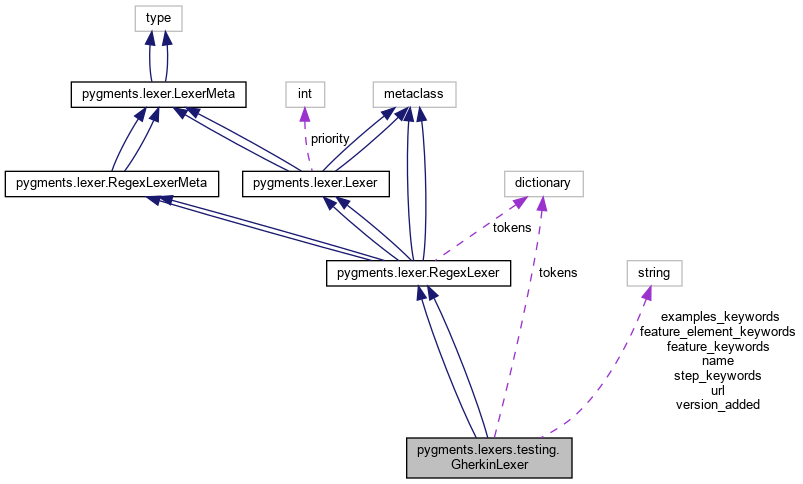 type
pygments.lexer.LexerMeta
int
metaclass
priority
pygments.lexer.RegexLexerMeta
pygments.lexer.Lexer
dictionary
tokens
pygments.lexer.RegexLexer
tokens
string
examples_keywords
feature_element_keywords
feature_keywords
name
step_keywords
url
version_added
pygments.lexers.testing.
GherkinLexer